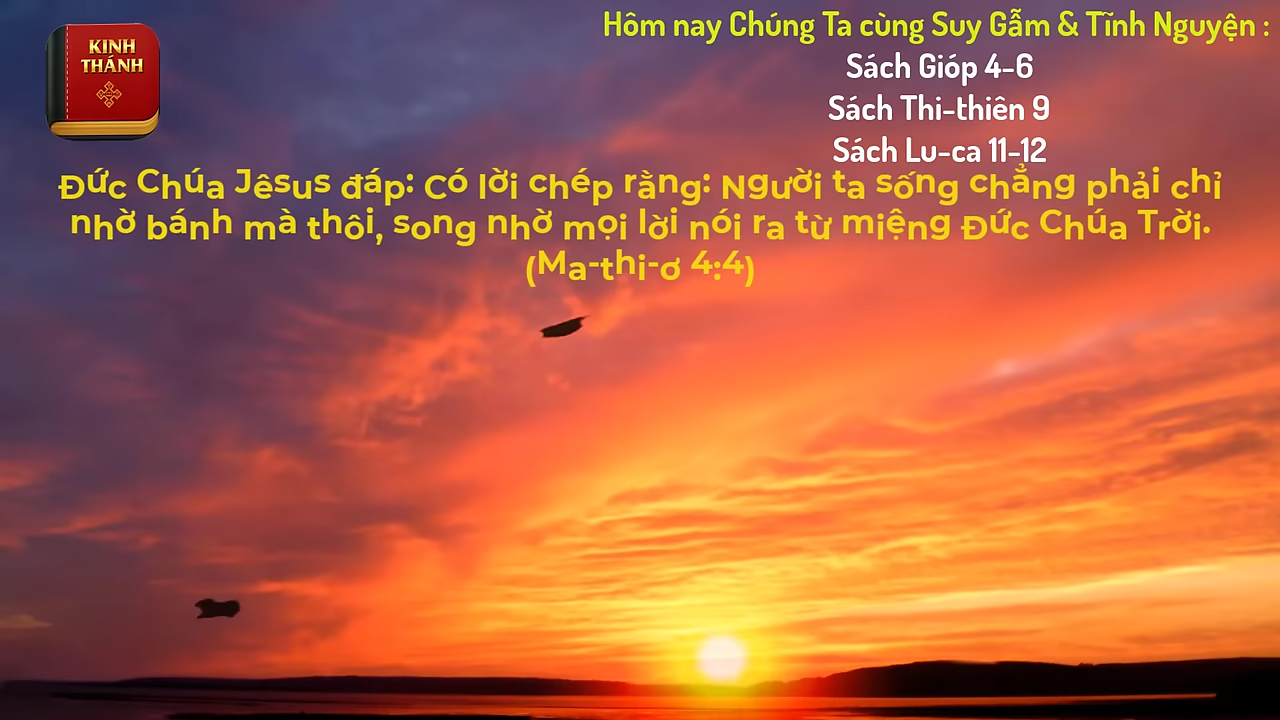 KINH
THÁNH
Hôm nay Chúng Ta cùng Suy Gẫm & Tĩnh Nguyện :
Sách Gióp 4-6
Sách Thi-thiên 9
Sách Lu-ca 11-12
Đức Chúa Jêsus đáp: Có lời chép rằng: Người ta sống chẳng phải chỉ
nhờ bánh mà thôi, song nhờ mọi lời nói ra từ miệng Đức Chúa Trời.
(Ma-thi-ơ 4:4)